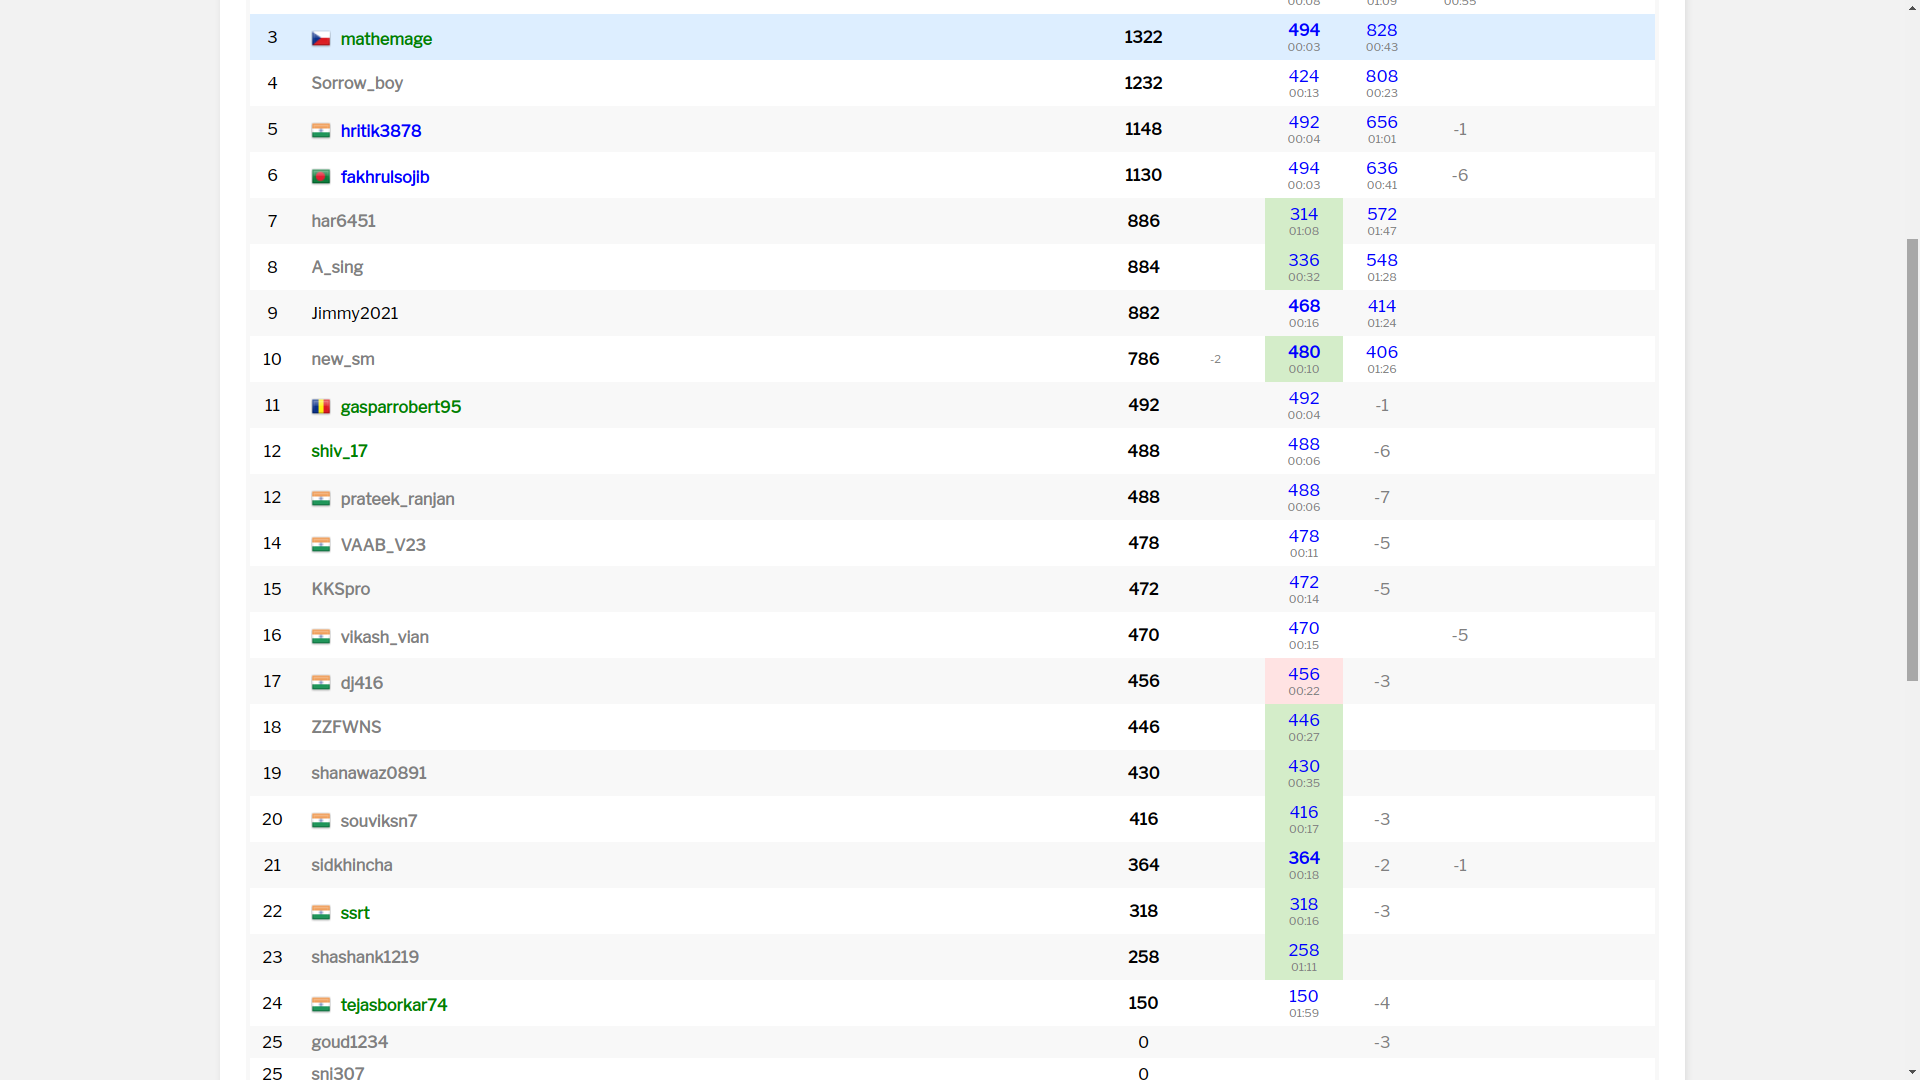 00:08 01:09 00:55
3 mathemage 1322 494 828
00:03 00:43
4 Sorrow_boy 1232 424 808
00:13 00:23
5 hritik3878 1148 492 656 -1
00:04 01:01
6 fakhrulsojib 1130 494 636 -6
00:03 00:41
7 har6451 886 314 572
01:08 01:47
8 A_sing 884 336 548
00:32 01:28
9 Jimmy2021 882 468 414
00:16 01:24
10 new_sm 786 -2 480 406
00:10 01:26
11 gasparrobert95 492 492 -1
00:04
12 shiv_17 488 488 -6
00:06
12 prateek_ranjan 488 488 -7
00:06
14 VAAB_V23 478 478 -5
00:11
15 KKSpro 472 472 -5
00:14
16 vikash_vian 470 470 -5
00:15
17 dj416 456 456 -3
00:22
18 ZZFWNS 446 446
00:27
19 shanawaz0891 430 430
00:35
20 souviksn7 416 416 -3
00:17
21 sidkhincha 364 364 -2 -1
00:18
22 ssrt 318 318 -3
00:16
23 shashank1219 258 258
01:11
24 tejasborkar74 150 150 -4
01:59
25 goud1234 0 -3
25 snj307 0